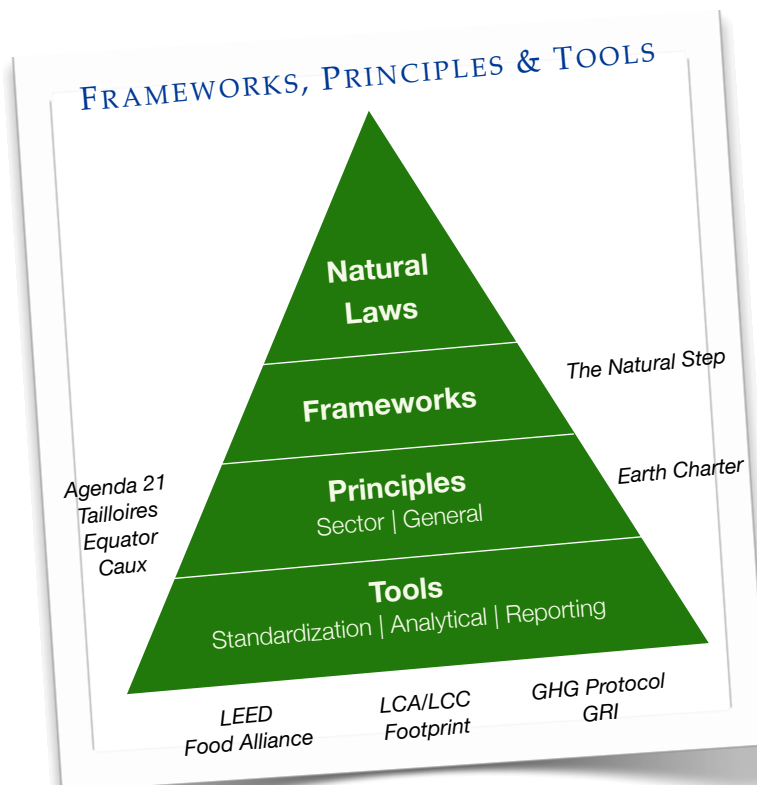 FRAMEWORKS, PRINCIPLES & TOOLS
Natural
Laws
The Natural Step
Frameworks
Earth Charter
Agenda 21
Tailloires
Equator
Caux
Principles
Sector | General
Tools
Standardization | Analytical | Reporting
LEED
Food Alliance
LCA/LCC
Footprint
GHG Protocol
GRI